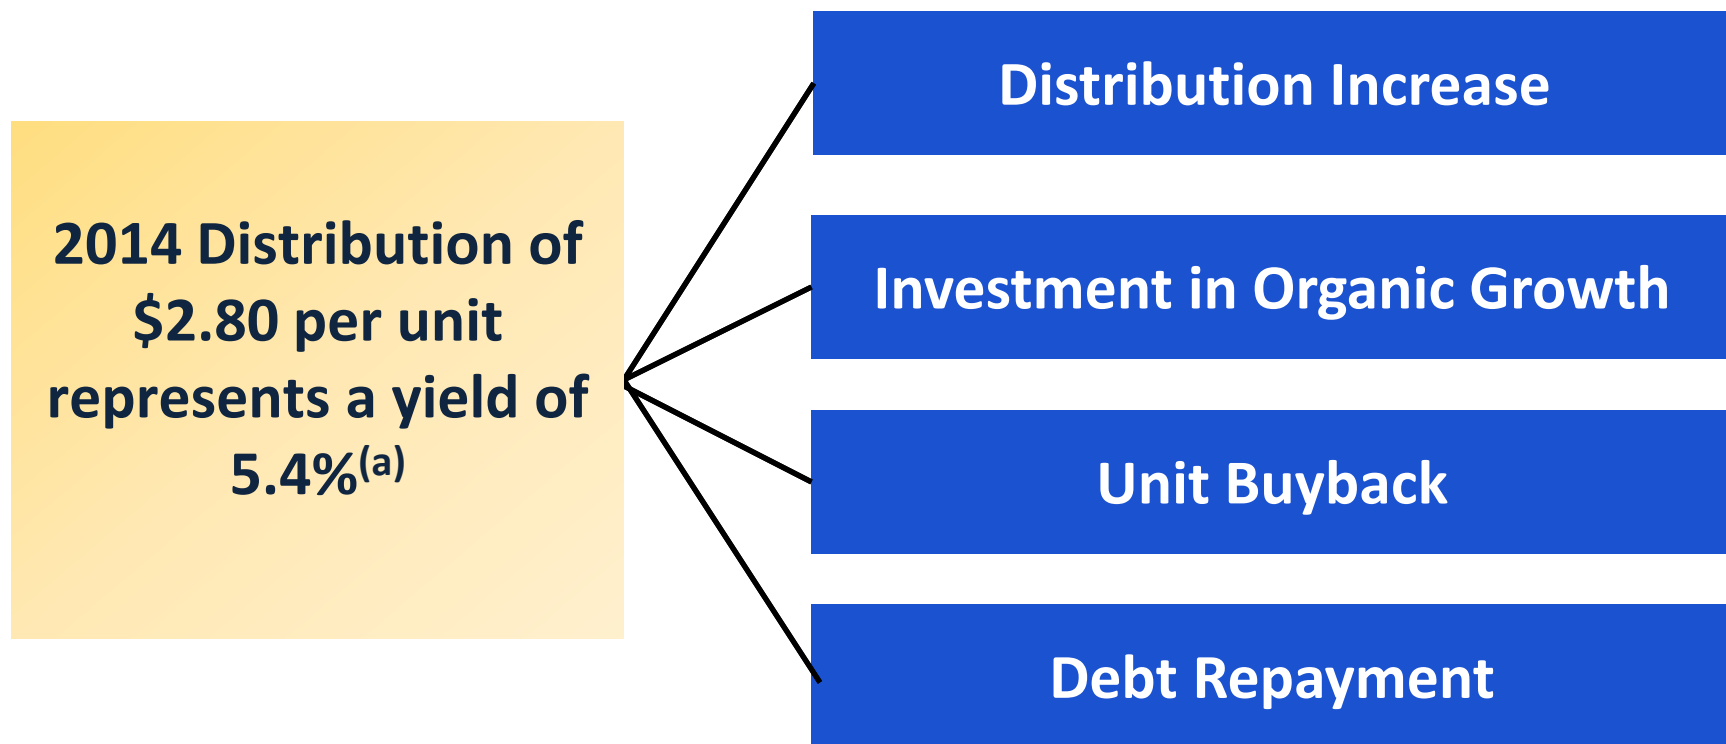 2014 Distribution of
$2.80 per unit
represents a yield of
5.4%(a)
Distribution Increase
Investment in Organic Growth
Unit Buyback
Debt Repayment